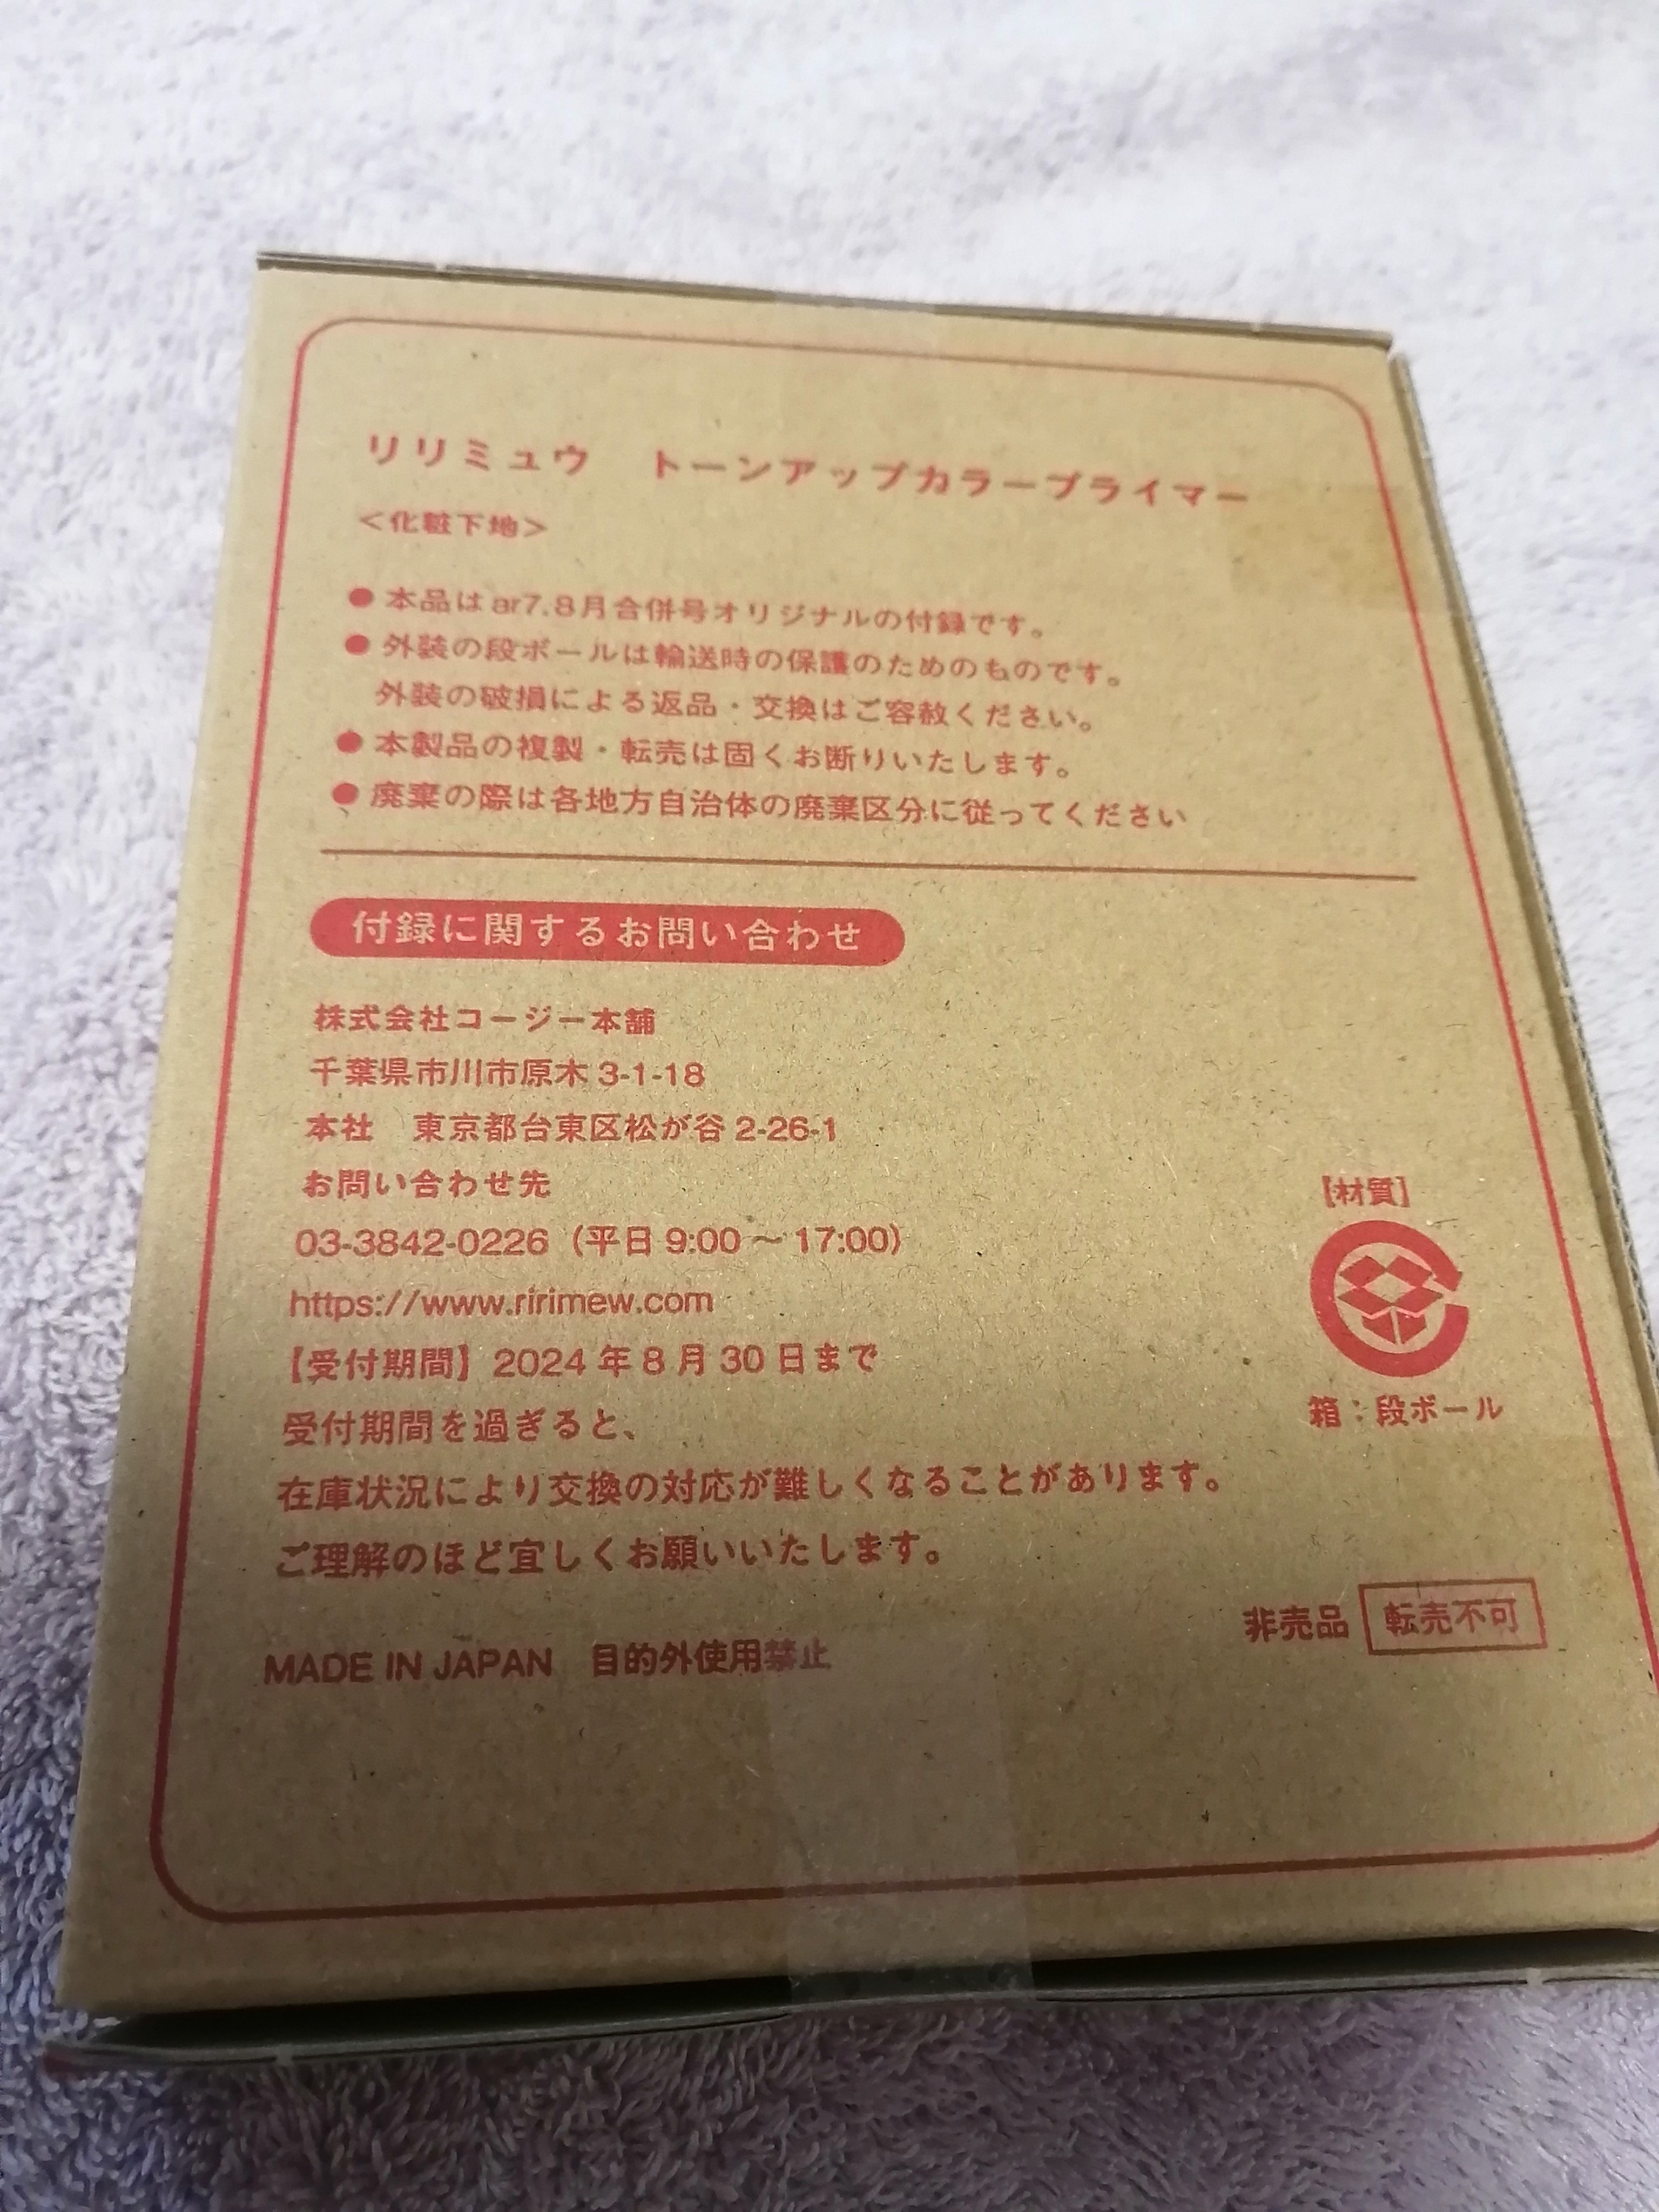 リリミュウ　トーンアップカラープライマー
＜化粧下地＞
● 本品はar7.8月合併号オリジナルの付録です。
● 外装の段ボールは輸送時の保護のためのものです。
外装の破損による返品・交換はご容赦ください。
● 本製品の複製・転売は固くお断りいたします。
● 廃棄の際は各地方自治体の廃棄区分に従ってください
付録に関するお問い合わせ
株式会社コージー本舗
千葉県市川市原木 3-1-18
本社　東京都台東区松が谷 2-26-1
お問い合わせ先
03-3842-0226（平日 9:00 ～ 17:00）
https://www.ririmew.com
【受付期間】2024 年 8 月 30 日まで
受付期間を過ぎると、
在庫状況により交換の対応が難しくなることがあります。
ご理解のほど宜しくお願いいたします。
MADE IN JAPAN　目的外使用禁止
【材質】
箱：段ボール
非売品 転売不可